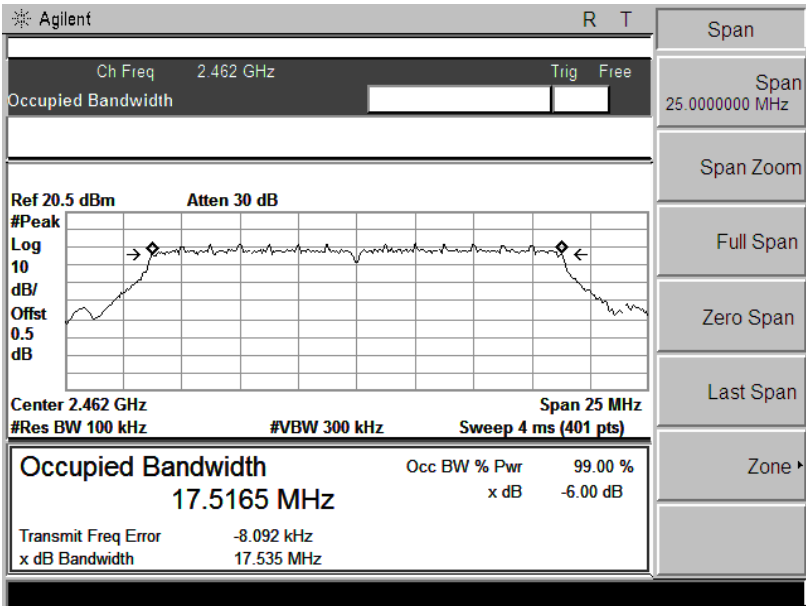 Agilent
R T
Span
Ch Freq 2.462 GHz Trig Free
Occupied Bandwidth
Span
25.0000000 MHz
Span Zoom
Ref 20.5 dBm Atten 30 dB
#Peak
Log
10
dB/
Offst
0.5
dB
Full Span
Zero Span
Last Span
Center 2.462 GHz Span 25 MHz
#Res BW 100 kHz #VBW 300 kHz Sweep 4 ms (401 pts)
Occupied Bandwidth Occ BW % Pwr 99.00 %
17.5165 MHz x dB -6.00 dB
Zone
Transmit Freq Error -8.092 kHz
x dB Bandwidth 17.535 MHz